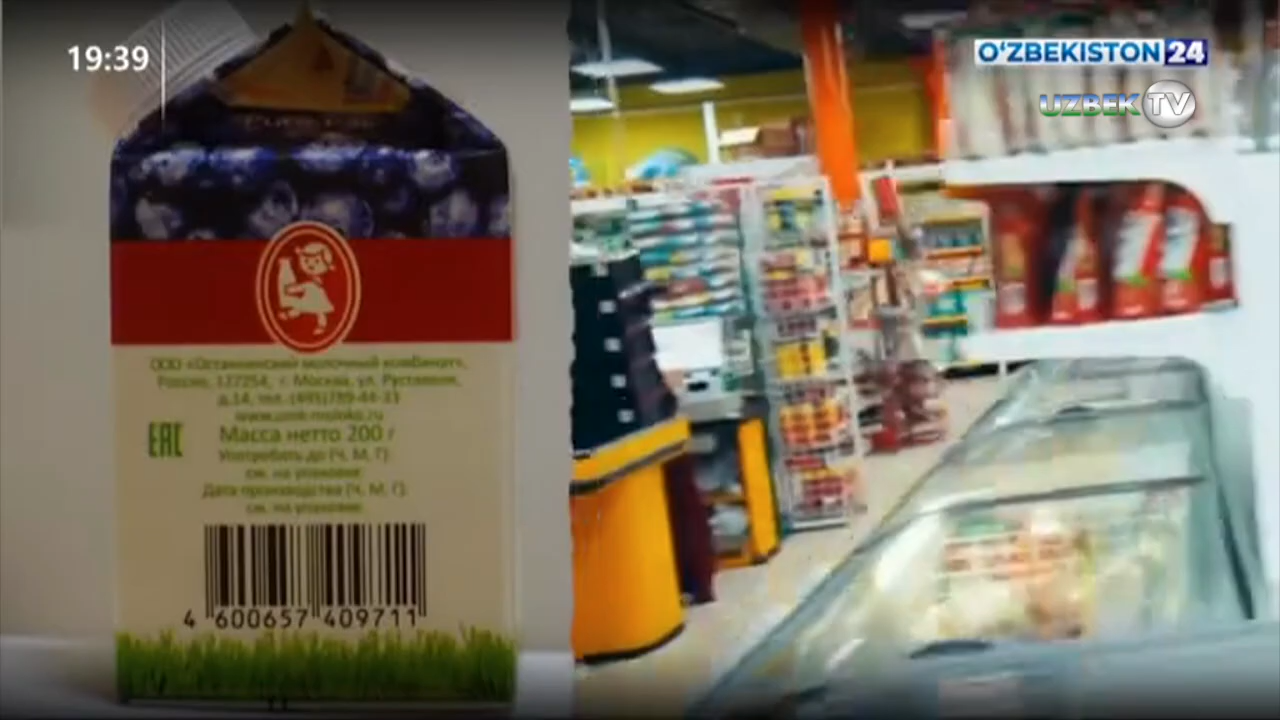 19:39
O'ZBEKISTON 24
UZBEK TV
ООО «Останкинский молочный комбинат»,
Россия, 127254, г. Москва, ул. Руставели,
д.14, тел. (495)789-44-33
www.omk-moloko.ru
EAC
Масса нетто 200 г
Употребить до (Ч, М, Г):
см. на упаковке
Дата производства (Ч, М, Г):
см. на упаковке
4 600657 409711